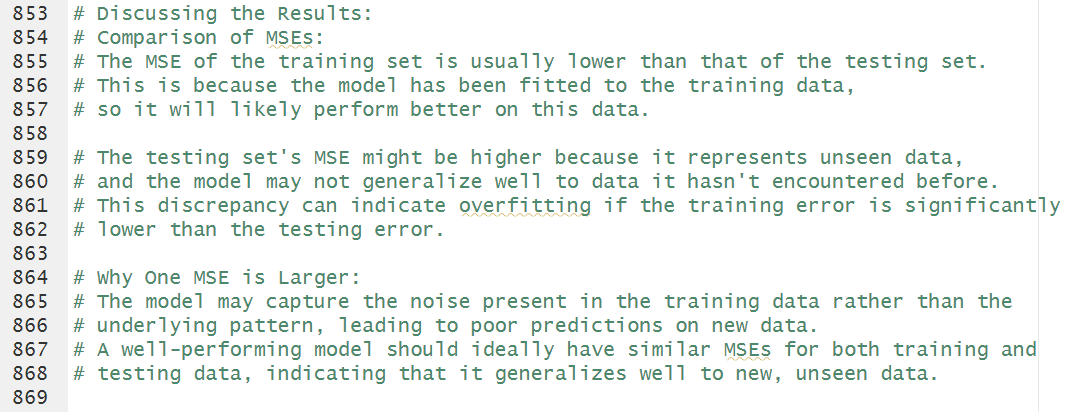 853 # Discussing the Results:
854 # Comparison of MSEs:
855 # The MSE of the training set is usually lower than that of the testing set.
856 # This is because the model has been fitted to the training data,
857 # so it will likely perform better on this data.
858
859 # The testing set's MSE might be higher because it represents unseen data,
860 # and the model may not generalize well to data it hasn't encountered before.
861 # This discrepancy can indicate overfitting if the training error is significantly
862 # lower than the testing error.
863
864 # Why One MSE is Larger:
865 # The model may capture the noise present in the training data rather than the
866 # underlying pattern, leading to poor predictions on new data.
867 # A well-performing model should ideally have similar MSEs for both training and
868 # testing data, indicating that it generalizes well to new, unseen data.
869